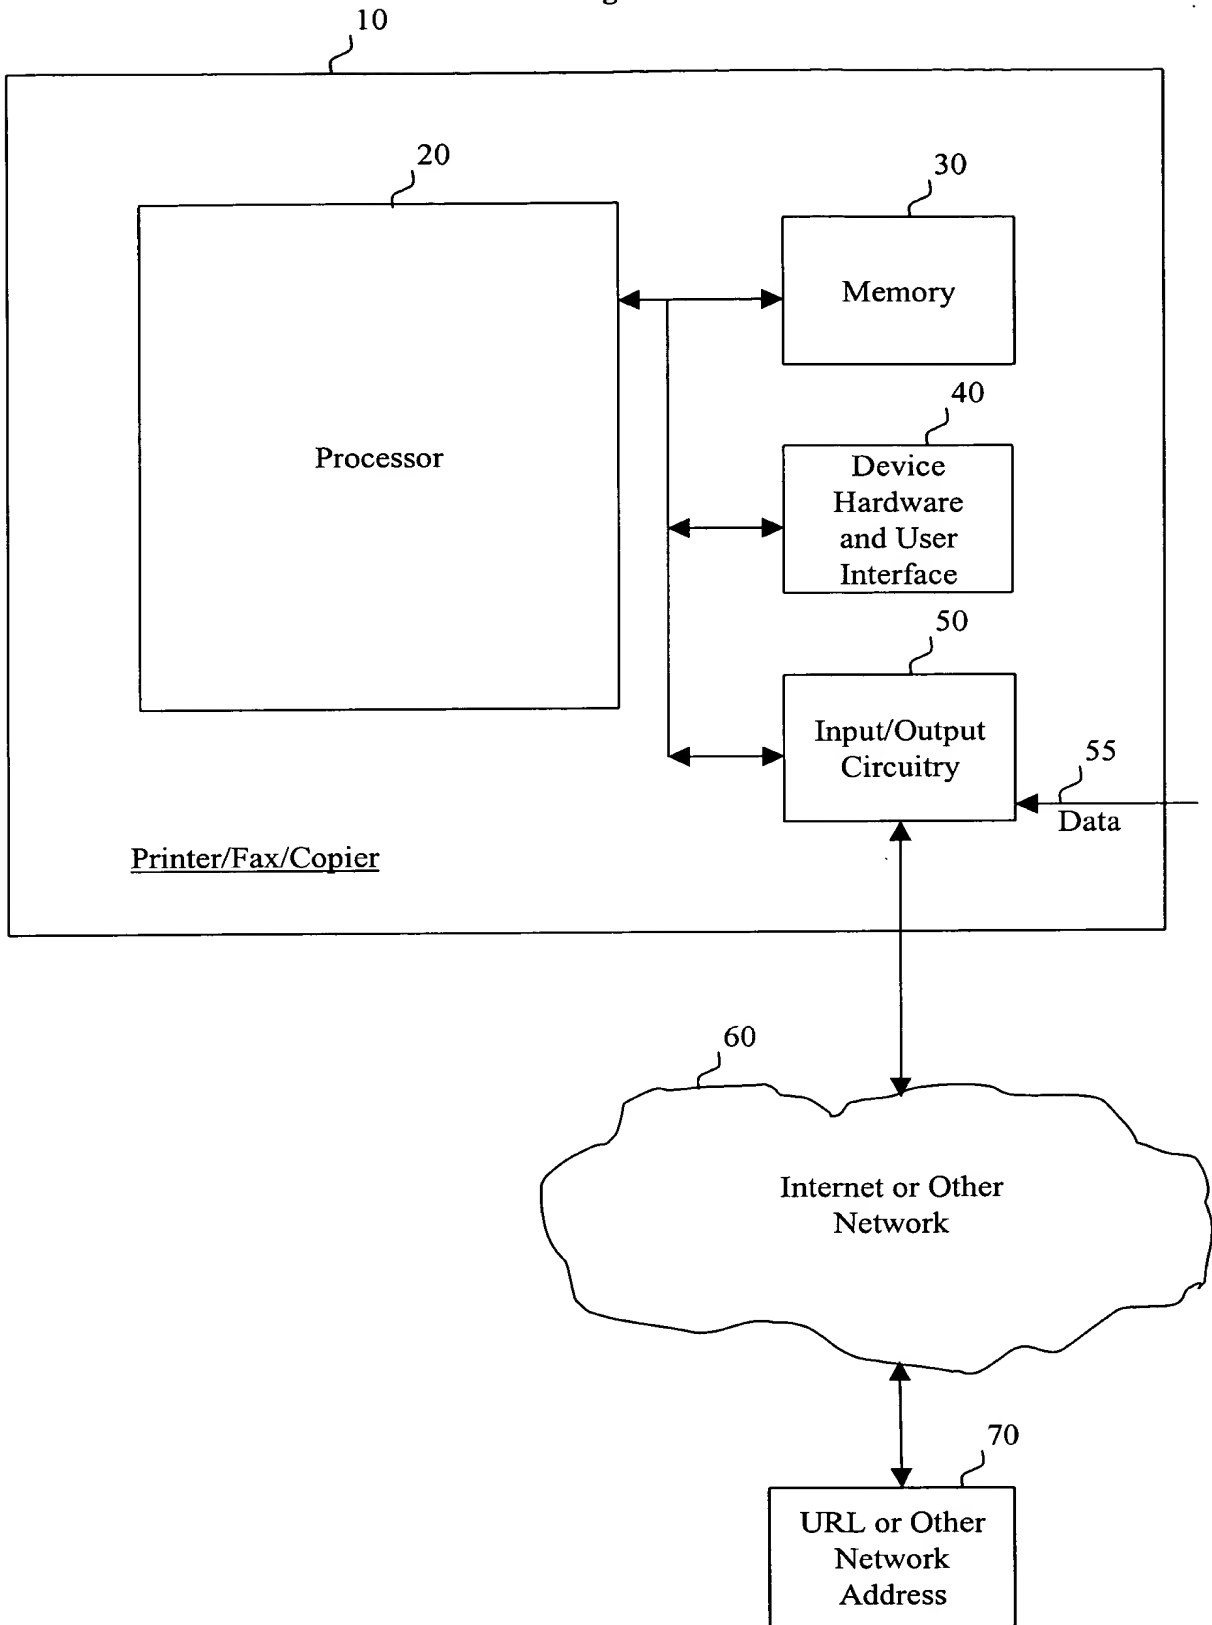 10
20
30
Memory
40
Processor
Device
Hardware
and User
Interface
50
Input/Output
Circuitry
55
Data
Printer/Fax/Copier
60
Internet or Other
Network
70
URL or Other
Network
Address